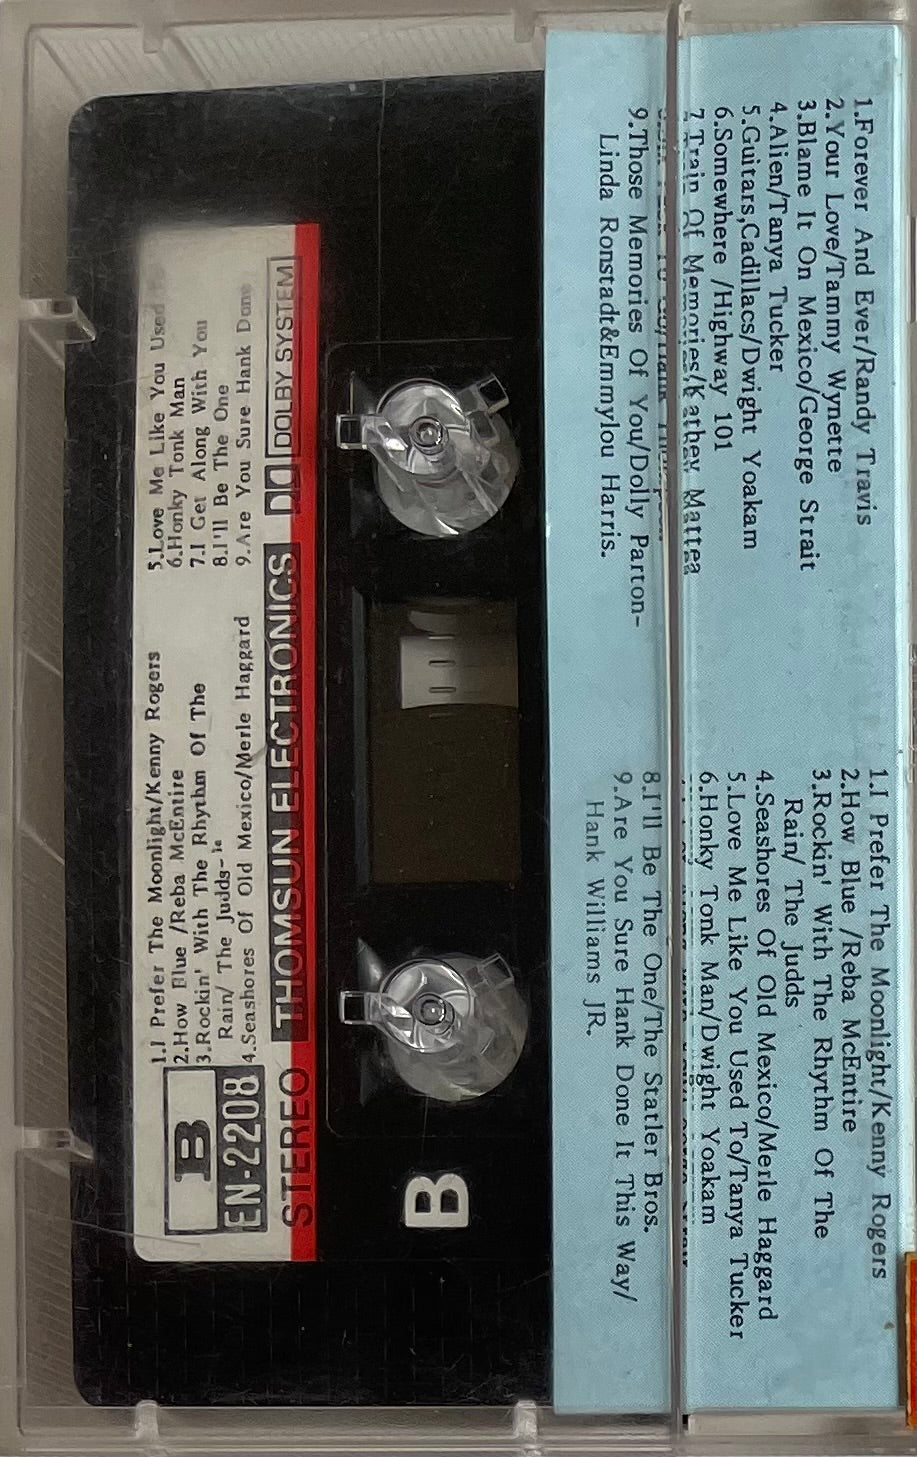 1.Forever And Ever/Randy Travis
2.Your Love/Tammy Wynette
3.Blame It On Mexico/George Strait
4.Alien/Tanya Tucker
5.Guitars,Cadillacs/Dwight Yoakam
6.Somewhere /Highway 101
7.Train Of Memories/Kathey Mattea
9.Those Memories Of You/Dolly Parton-
Linda Ronstadt&Emmylou Harris.
1.I Prefer The Moonlight/Kenny Rogers
2.How Blue /Reba McEntire
3.Rockin' With The Rhythm Of The
Rain/ The Judds
4.Seashores Of Old Mexico/Merle Haggard
5.Love Me Like You Used To/Tanya Tucker
6.Honky Tonk Man/Dwight Yoakam
8.I'll Be The One/The Statler Bros.
9.Are You Sure Hank Done It This Way/
Hank Williams JR.
B
1.I Prefer The Moonlight/Kenny Rogers
2.How Blue /Reba McEntire
3.Rockin' With The Rhythm Of The
Rain/ The Judds-
4.Seashores Of Old Mexico/Merle Haggard
5.Love Me Like You Used
6.Honky Tonk Man
7.I Get Along With You
8.I'll Be The One
9.Are You Sure Hank Done
B
EN-2208
STEREO THOMSUN ELECTRONICS DOLBY SYSTEM